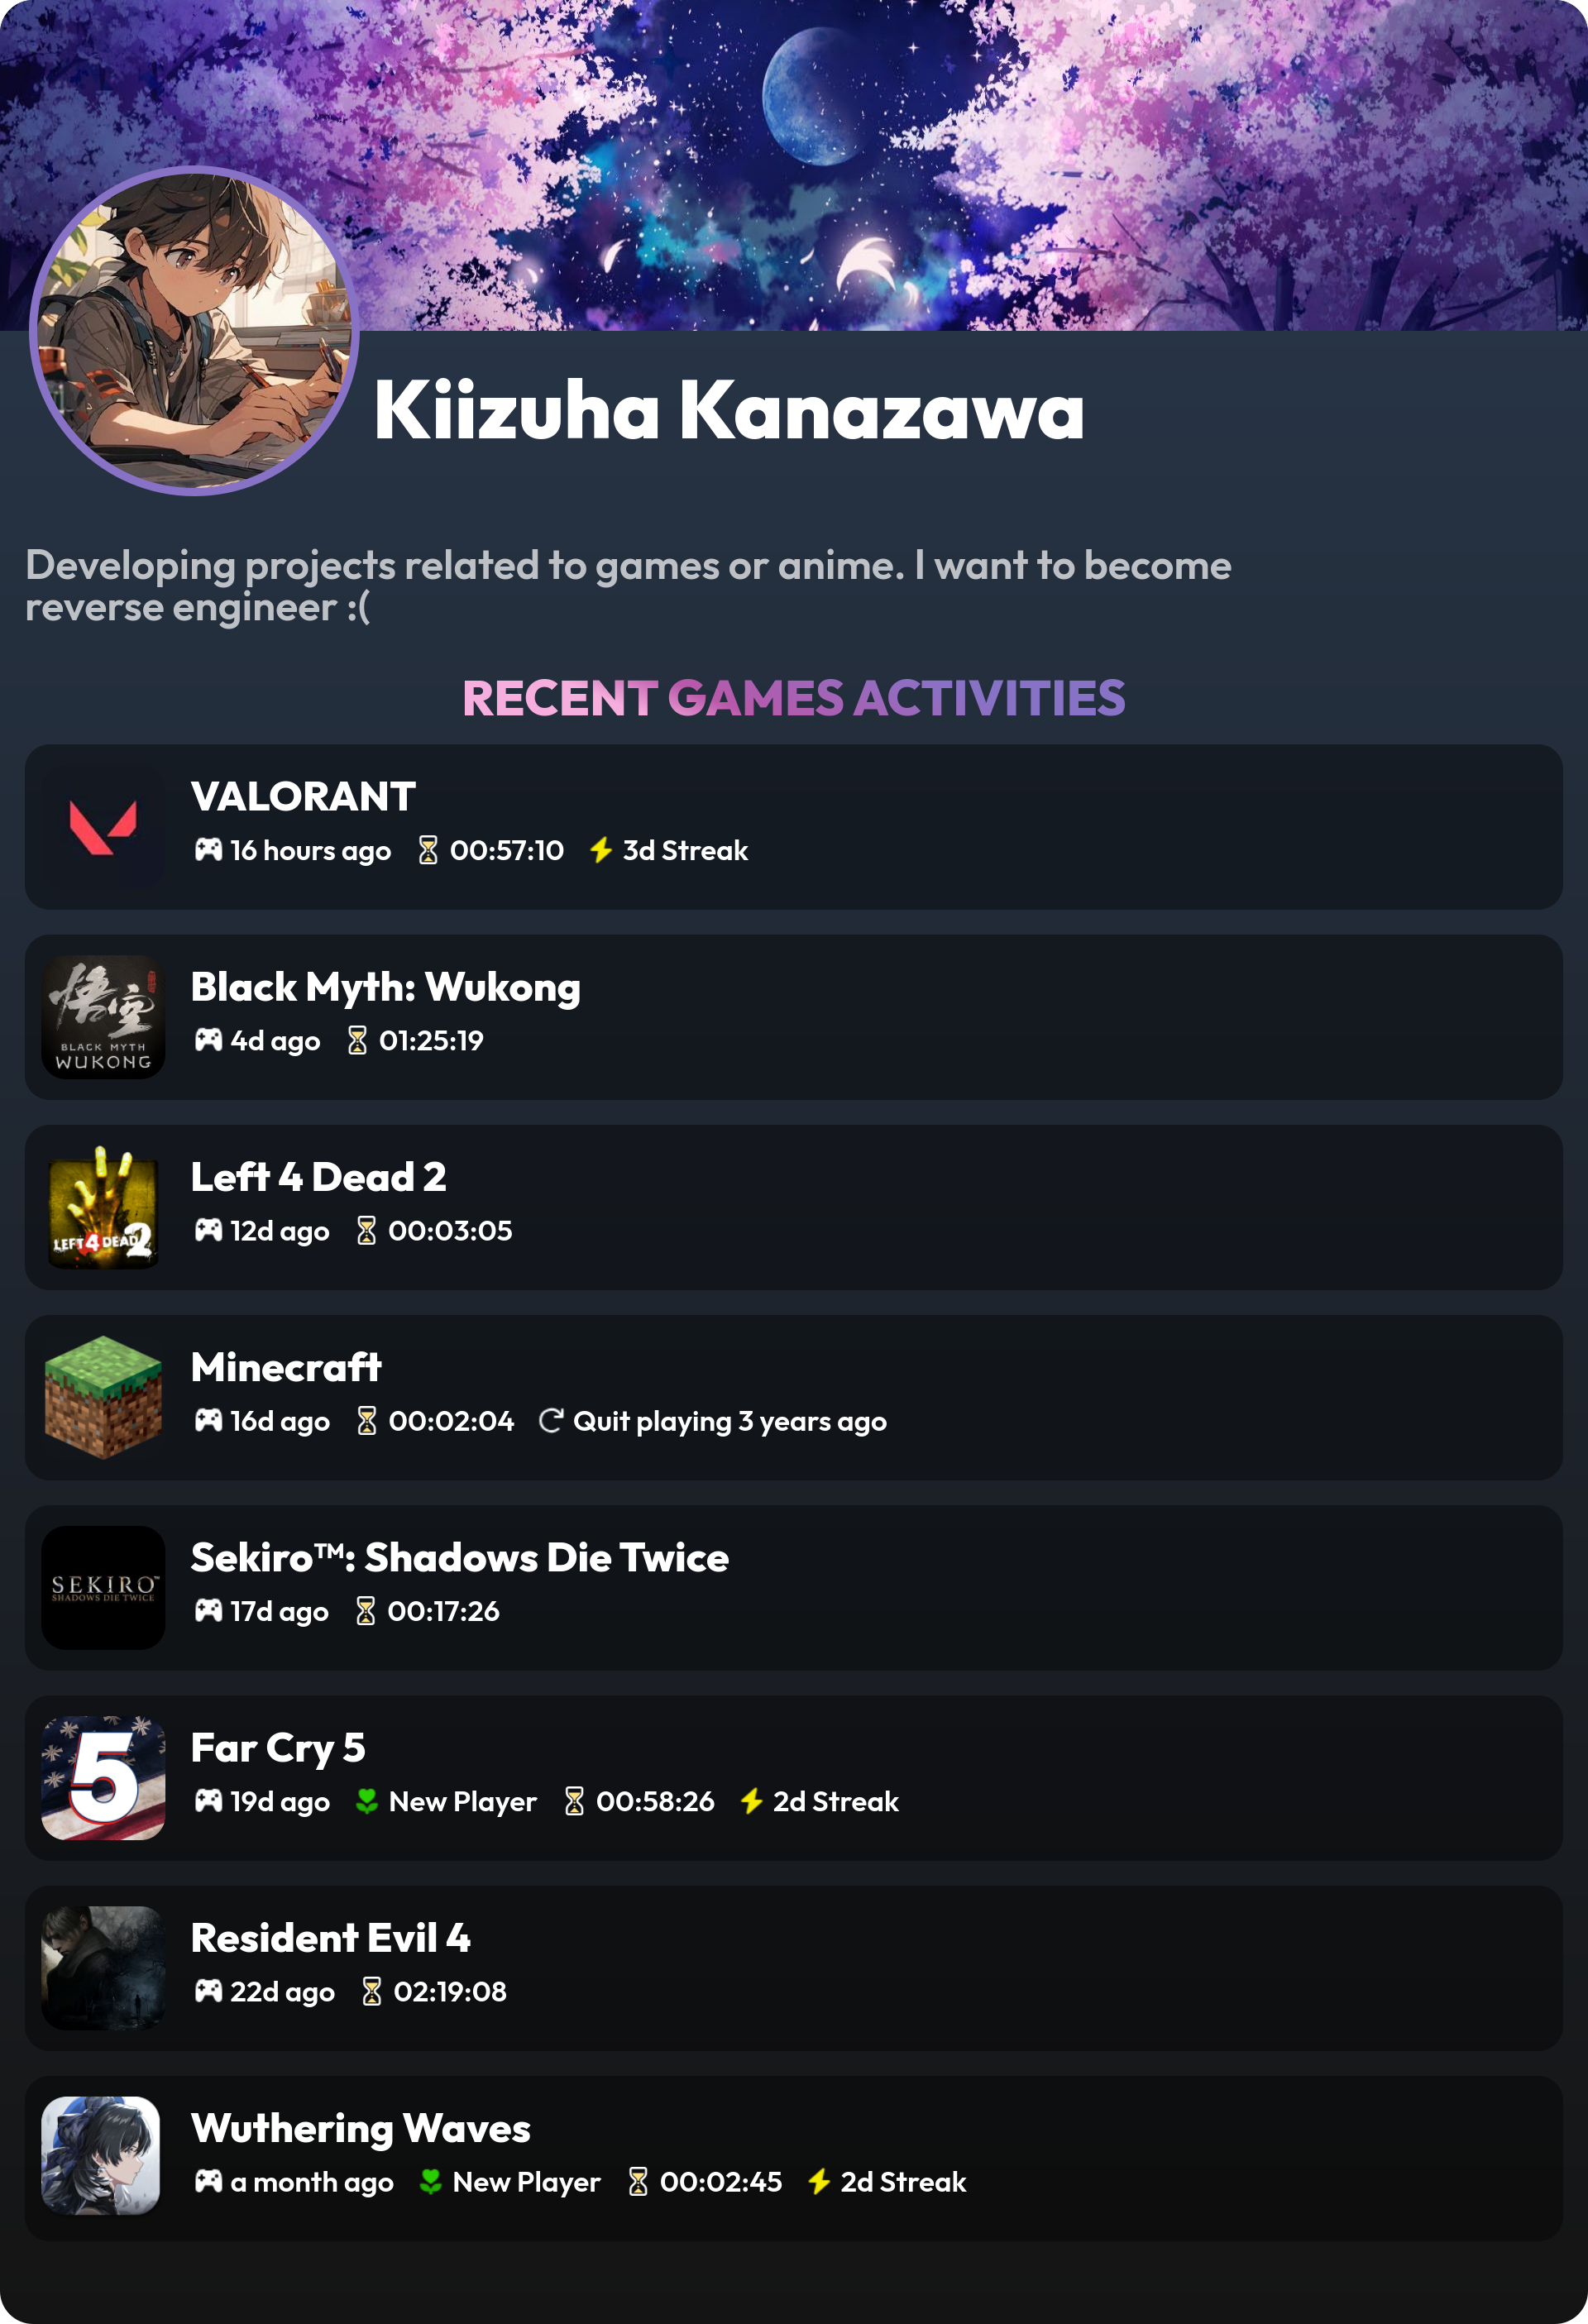 Kiizuha Kanazawa
Developing projects related to games or anime. I want to become
reverse engineer :(
RECENT GAMES ACTIVITIES
VALORANT
16 hours ago 00:57:10 3d Streak
悟空
BLACK MYTH
WUKONG
Black Myth: Wukong
4d ago 01:25:19
LEFT 4 DEAD 2
Left 4 Dead 2
12d ago 00:03:05
Minecraft
16d ago 00:02:04 Quit playing 3 years ago
SEKIRO™
SHADOWS DIE TWICE
Sekiro™: Shadows Die Twice
17d ago 00:17:26
5
Far Cry 5
19d ago New Player 00:58:26 2d Streak
Resident Evil 4
22d ago 02:19:08
Wuthering Waves
a month ago New Player 00:02:45 2d Streak